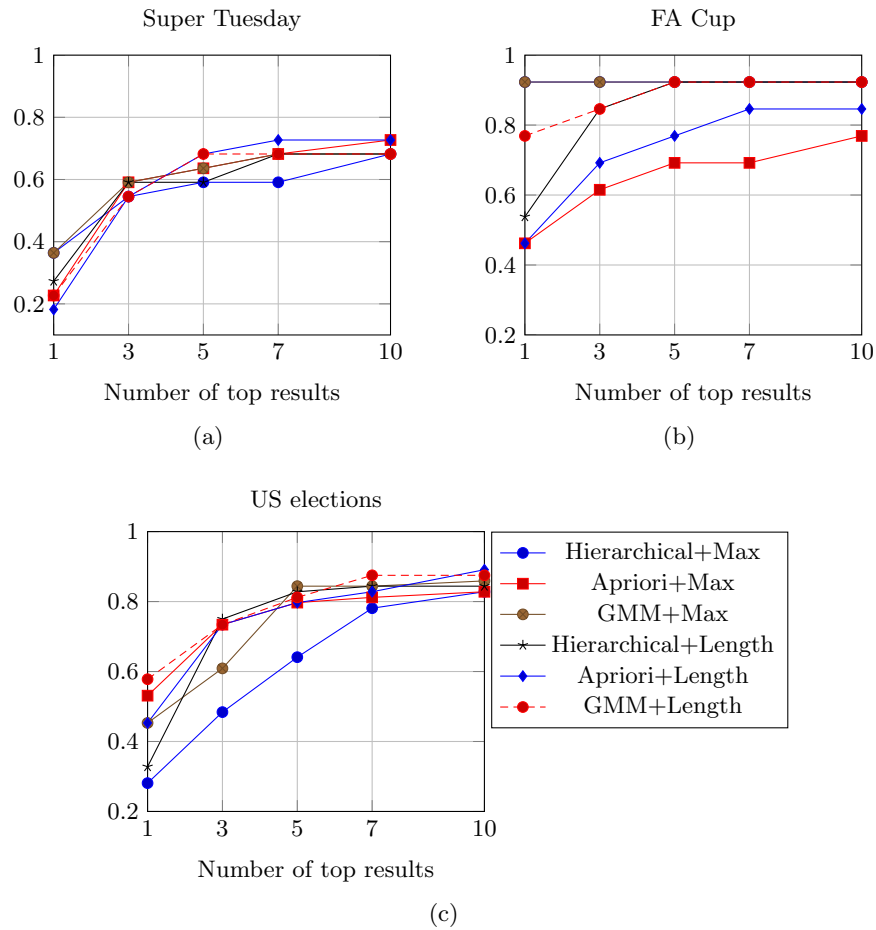 Super Tuesday
1
0.8
0.6
0.4
0.2
1 3 5 7 10
Number of top results
(a)
FA Cup
1
0.8
0.6
0.4
0.2
1 3 5 7 10
Number of top results
(b)
US elections
1
0.8
0.6
0.4
0.2
1 3 5 7 10
Number of top results
Hierarchical+Max
Apriori+Max
GMM+Max
Hierarchical+Length
Apriori+Length
GMM+Length
(c)